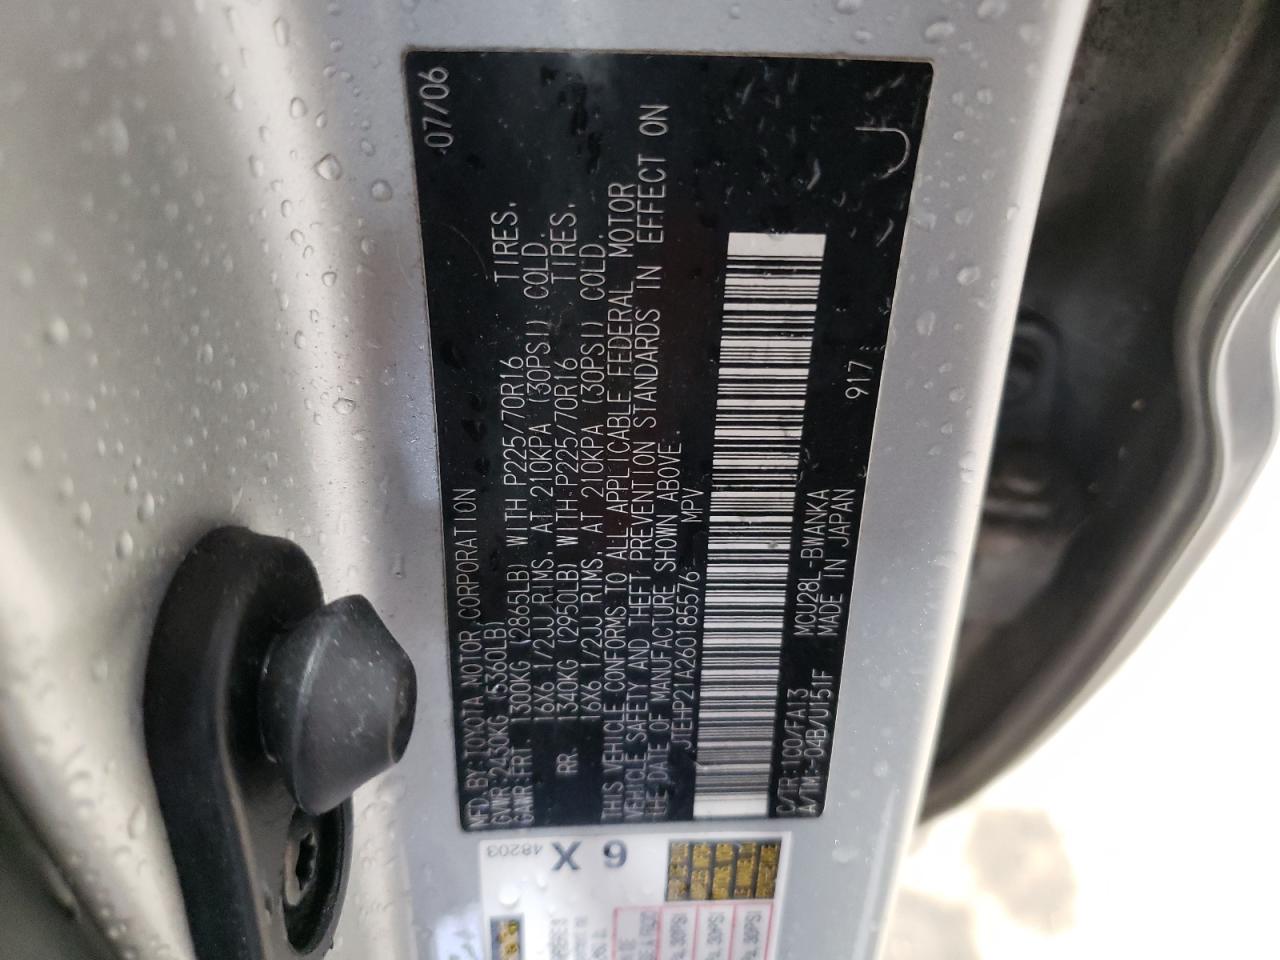 MFD. BY: TOYOTA MOTOR CORPORATION 07/06
GVWR: 2430KG (5360LB)
GAWR: FRT. 1300KG (2865LB) WITH P225/70R16 TIRES,
16X6 1/2JJ RIMS, AT 210KPA (30PSI) COLD.
RR. 1340KG (2950LB) WITH P225/70R16 TIRES,
16X6 1/2JJ RIMS, AT 210KPA (30PSI) COLD.
THIS VEHICLE CONFORMS TO ALL APPLICABLE FEDERAL MOTOR
VEHICLE SAFETY AND THEFT PREVENTION STANDARDS IN EFFECT ON
THE DATE OF MANUFACTURE SHOWN ABOVE.
JTEHP21A260185576 MPV
C/TR: 1C0/FA13 MCU28L-BWANKA 917
A/TM: -04B/U151F MADE IN JAPAN
J
48203
X
6
30PSI
30PSI
30PSI